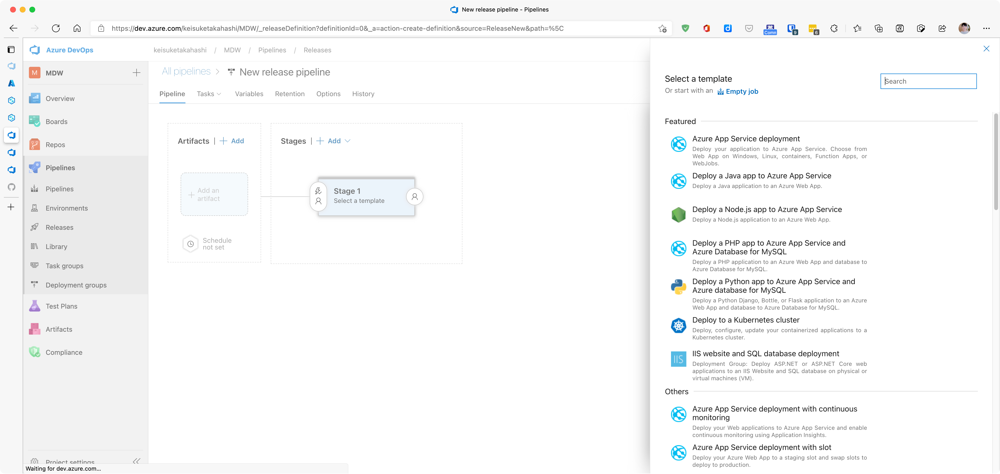 New release pipeline - Pipelines
https://dev.azure.com/keisuketakahashi/MDW/_releaseDefinition?definitionId=0&_a=action-create-definition&source=ReleaseNew&path=%5C
Comn
9
6
Azure DevOps
keisuketakahashi / MDW / Pipelines / Releases
M MDW
Overview
Boards
Repos
Pipelines
Pipelines
Environments
Releases
Library
Task groups
Deployment groups
Test Plans
Artifacts
Compliance
Project settings
Waiting for dev.azure.com...
All pipelines > New release pipeline
Pipeline Tasks Variables Retention Options History
Artifacts | + Add
Add an
artifact
Schedule
not set
Stages | + Add
Stage 1
Select a template
Select a template
Or start with an Empty job
Search
Featured
Azure App Service deployment
Deploy your application to Azure App Service. Choose from
Web App on Windows, Linux, containers, Function Apps, or
WebJobs.
Deploy a Java app to Azure App Service
Deploy a Java application to an Azure Web App.
Deploy a Node.js app to Azure App Service
Deploy a Node.js application to an Azure Web App.
Deploy a PHP app to Azure App Service and
Azure Database for MySQL
Deploy a PHP application to an Azure Web App and database to
Azure Database for MySQL.
Deploy a Python app to Azure App Service and
Azure database for MySQL
Deploy a Python Django, Bottle, or Flask application to an Azure
Web App and database to Azure Database for MySQL.
Deploy to a Kubernetes cluster
Deploy, configure, update your containerized applications to a
Kubernetes cluster.
IIS
IIS website and SQL database deployment
Deployment Group: Deploy ASP.NET or ASP.NET Core web
applications to an IIS Website and SQL database on physical or
virtual machines (VM).
Others
Azure App Service deployment with continuous
monitoring
Deploy your Web applications to Azure App Service and enable
continuous monitoring using Application Insights.
Azure App Service deployment with slot
Deploy your Azure Web App to a staging slot and swap slots to
deploy to production.